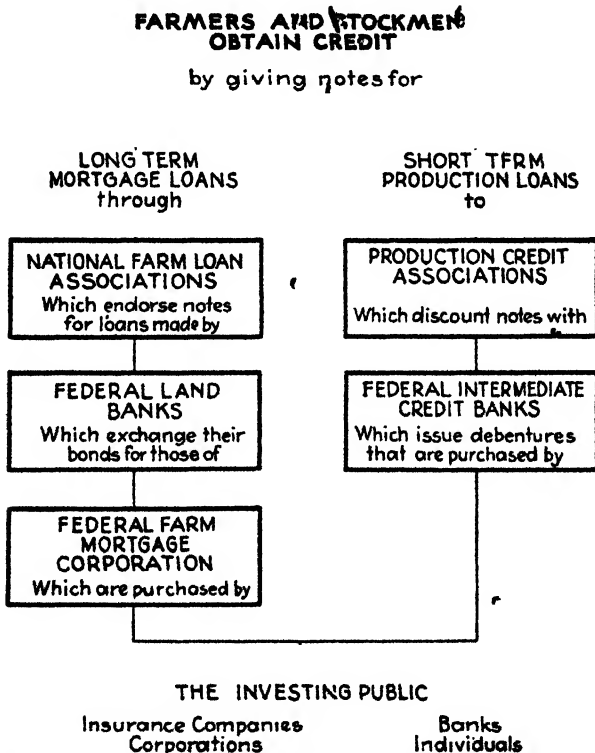 FARMERS AND STOCKMEN
OBTAIN CREDIT
by giving notes for
LONG TERM
MORTGAGE LOANS
through
NATIONAL FARM LOAN
ASSOCIATIONS
Which endorse notes
for loans made by
FEDERAL LAND
BANKS
Which exchange their
bonds for those of
FEDERAL FARM
MORTGAGE
CORPORATION
Which are purchased by
SHORT TERM
PRODUCTION LOANS
to
PRODUCTION CREDIT
ASSOCIATIONS
Which discount notes with
FEDERAL INTERMEDIATE
CREDIT BANKS
Which issue debentures
that are purchased by
THE INVESTING PUBLIC
Insurance Companies
Corporations
Banks
Individuals